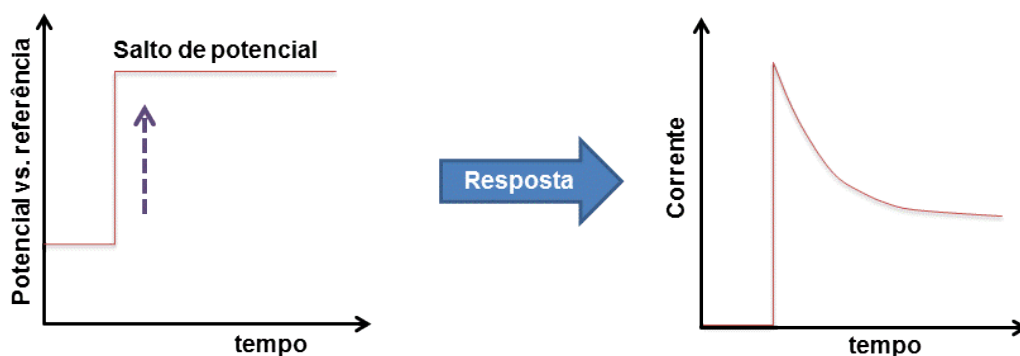 Potencial vs. referência
Salto de potencial
tempo
Resposta
Corrente
tempo